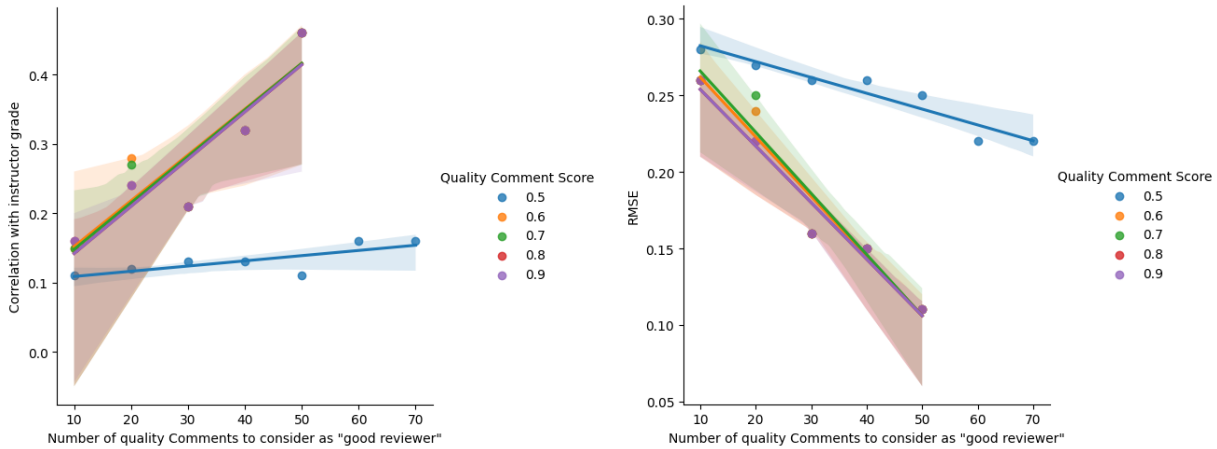 0.4
0.3
0.2
0.1
0.0
Correlation with instructor grade
10 20 30 40 50 60 70
Number of quality Comments to consider as "good reviewer"
Quality Comment Score
0.5
0.6
0.7
0.8
0.9
0.30
0.25
0.20
0.15
0.10
0.05
RMSE
10 20 30 40 50 60 70
Number of quality Comments to consider as "good reviewer"
Quality Comment Score
0.5
0.6
0.7
0.8
0.9